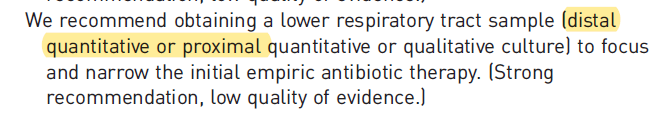 We recommend obtaining a lower respiratory tract sample (distal
quantitative or proximal quantitative or qualitative culture) to focus
and narrow the initial empiric antibiotic therapy. (Strong
recommendation, low quality of evidence.)